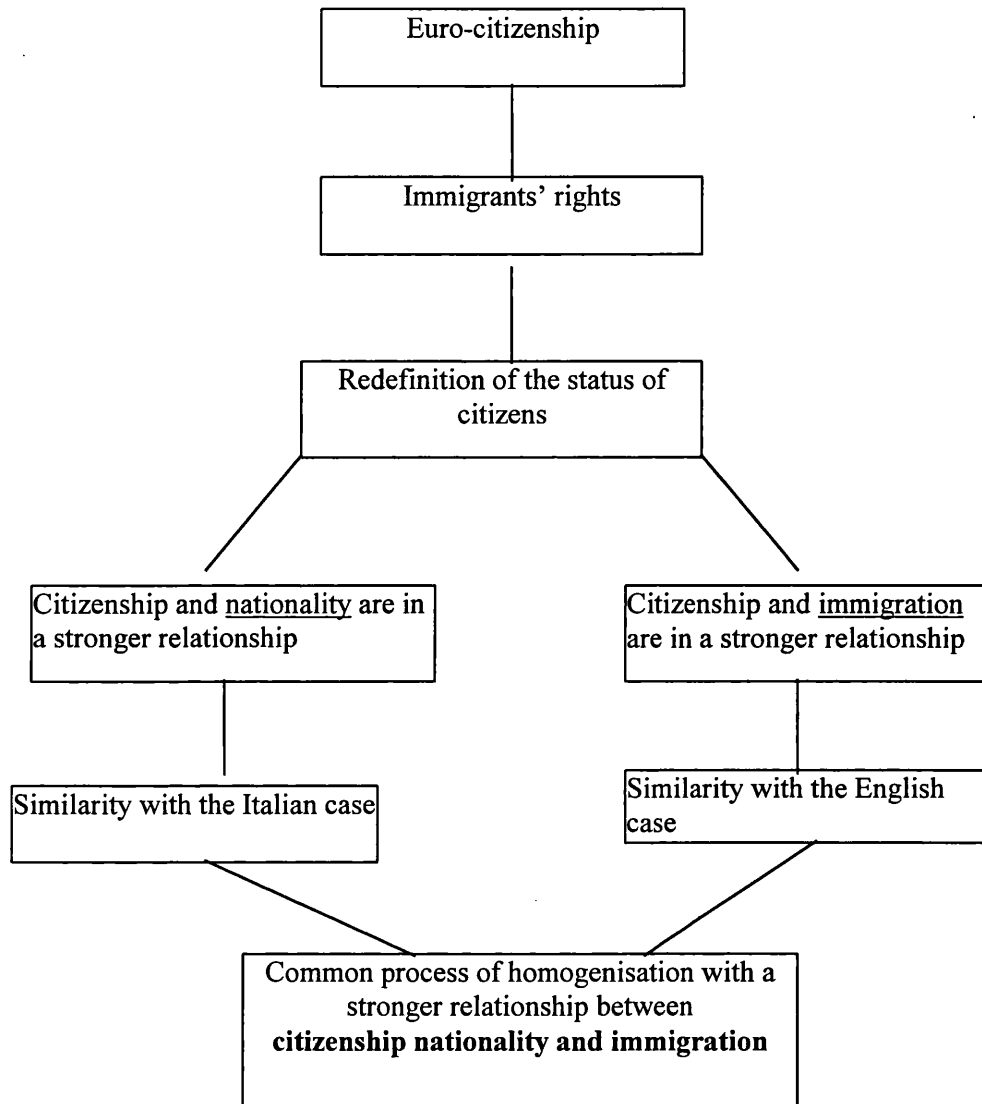 Euro-citizenship
Immigrants' rights
Redefinition of the status of
citizens
Citizenship and nationality are in
a stronger relationship
Citizenship and immigration
are in a stronger relationship
Similarity with the Italian case
Similarity with the English
case
Common process of homogenisation with a
stronger relationship between
citizenship nationality and immigration